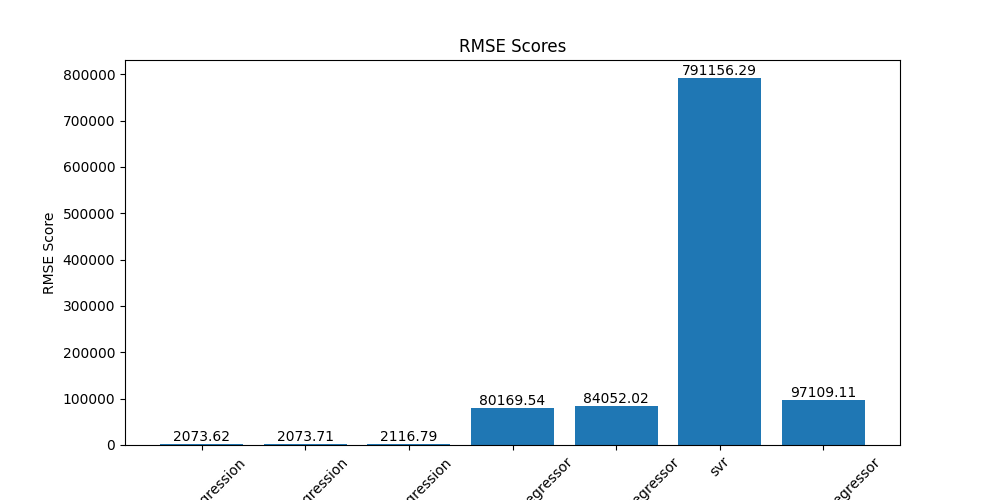 RMSE Scores
RMSE Score
800000
700000
600000
500000
400000
300000
200000
100000
0
2073.62
2073.71
2116.79
80169.54
84052.02
791156.29
97109.11
gression
gression
gression
egressor
egressor
svr
egressor